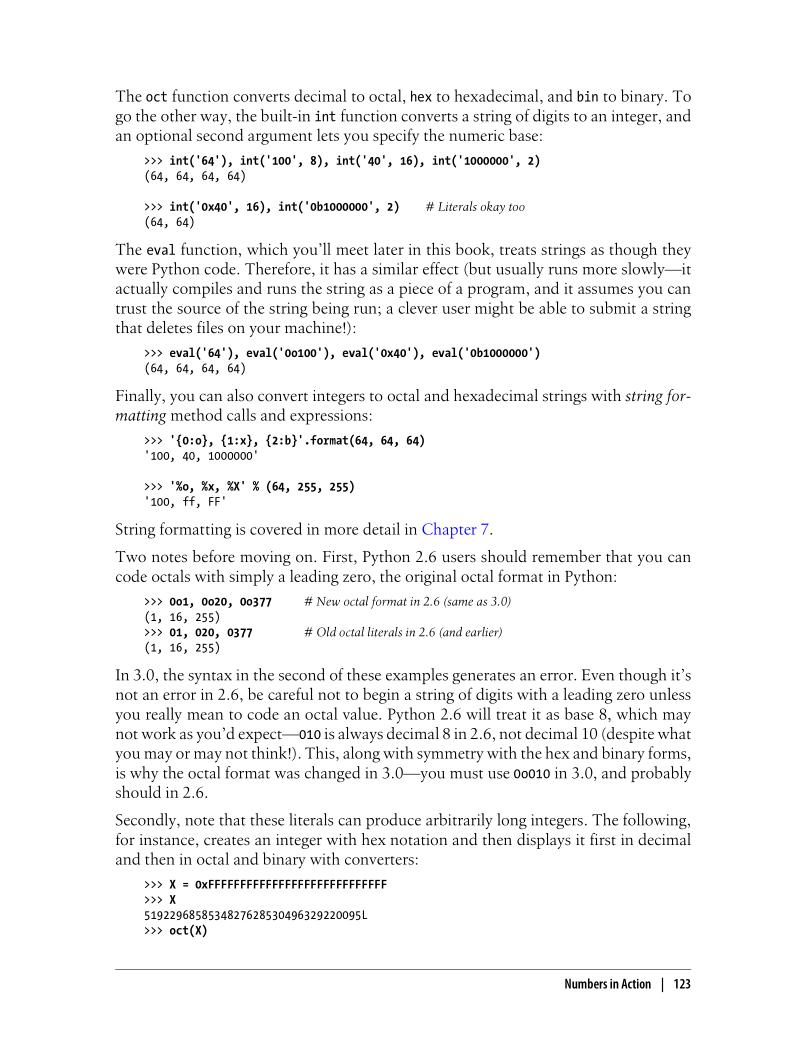 The oct function converts decimal to octal, hex to hexadecimal, and bin to binary. To
go the other way, the built-in int function converts a string of digits to an integer, and
an optional second argument lets you specify the numeric base:
>>> int('64'), int('100', 8), int('40', 16), int('1000000', 2)
(64, 64, 64, 64)
>>> int('0x40', 16), int('0b1000000', 2)    # Literals okay too
(64, 64)
The eval function, which you'll meet later in this book, treats strings as though they
were Python code. Therefore, it has a similar effect (but usually runs more slowly—it
actually compiles and runs the string as a piece of a program, and it assumes you can
trust the source of the string being run; a clever user might be able to submit a string
that deletes files on your machine!):
>>> eval('64'), eval('0o100'), eval('0x40'), eval('0b1000000')
(64, 64, 64, 64)
Finally, you can also convert integers to octal and hexadecimal strings with string for-
matting method calls and expressions:
>>> '{0:o}, {1:x}, {2:b}'.format(64, 64, 64)
'100, 40, 1000000'
>>> '%o, %x, %X' % (64, 255, 255)
'100, ff, FF'
String formatting is covered in more detail in Chapter 7.
Two notes before moving on. First, Python 2.6 users should remember that you can
code octals with simply a leading zero, the original octal format in Python:
>>> 0o1, 0o20, 0o377    # New octal format in 2.6 (same as 3.0)
(1, 16, 255)
>>> 01, 020, 0377    # Old octal literals in 2.6 (and earlier)
(1, 16, 255)
In 3.0, the syntax in the second of these examples generates an error. Even though it's
not an error in 2.6, be careful not to begin a string of digits with a leading zero unless
you really mean to code an octal value. Python 2.6 will treat it as base 8, which may
not work as you'd expect—010 is always decimal 8 in 2.6, not decimal 10 (despite what
you may or may not think!). This, along with symmetry with the hex and binary forms,
is why the octal format was changed in 3.0—you must use 0o010 in 3.0, and probably
should in 2.6.
Secondly, note that these literals can produce arbitrarily long integers. The following,
for instance, creates an integer with hex notation and then displays it first in decimal
and then in octal and binary with converters:
>>> X = 0xFFFFFFFFFFFFFFFFFFFFFFFFFFFF
>>> X
5192296858534827628530496329220095L
>>> oct(X)
Numbers in Action | 123